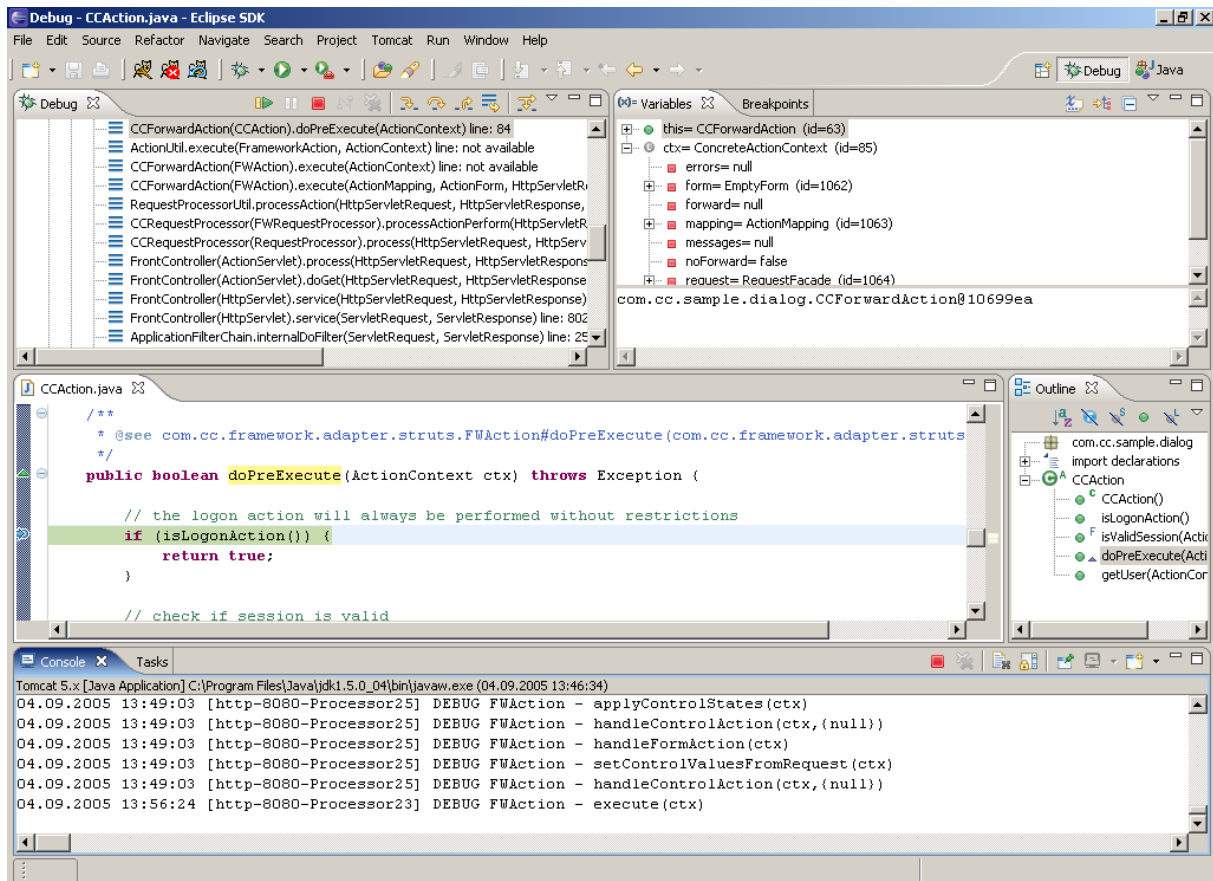 Debug - CCAction.java - Eclipse SDK
File Edit Source Refactor Navigate Search Project Tomcat Run Window Help
Debug Java
Debug
CCForwardAction(CCAction).doPreExecute(ActionContext) line: 84
ActionUtil.execute(FrameworkAction, ActionContext) line: not available
CCForwardAction(FWAction).execute(ActionContext) line: not available
CCForwardAction(FWAction).execute(ActionMapping, ActionForm, HttpServletR
RequestProcessorUtil.processAction(HttpServletRequest, HttpServletResponse,
CCRequestProcessor(FWRequestProcessor).processActionPerform(HttpServletR
CCRequestProcessor(RequestProcessor).process(HttpServletRequest, HttpServ
FrontController(ActionServlet).process(HttpServletRequest, HttpServletRespons
FrontController(ActionServlet).doGet(HttpServletRequest, HttpServletResponse
FrontController(HttpServlet).service(HttpServletRequest, HttpServletResponse)
FrontController(HttpServlet).service(ServletRequest, ServletResponse) line: 802
ApplicationFilterChain.internalDoFilter(ServletRequest, ServletResponse) line: 25
(x)= Variables Breakpoints
this= CCForwardAction (id=63)
ctx= ConcreteActionContext (id=85)
errors= null
form= EmptyForm (id=1062)
forward= null
mapping= ActionMapping (id=1063)
messages= null
noForward= false
request= RequestFacade (id=1064)
com.cc.sample.dialog.CCForwardAction@10699ea
CCAction.java
/**
* @see com.cc.framework.adapter.struts.FWAction#doPreExecute(com.cc.framework.adapter.struts
*/
public boolean doPreExecute(ActionContext ctx) throws Exception {
// the logon action will always be performed without restrictions
if (isLogonAction()) {
return true;
}
// check if session is valid
Outline
com.cc.sample.dialog
import declarations
CCAction
CCAction()
isLogonAction()
isValidSession(Actio
doPreExecute(Acti
getUser(ActionCor
Console Tasks
Tomcat 5.x [Java Application] C:\Program Files\Java\jdk1.5.0_04\bin\javaw.exe (04.09.2005 13:46:34)
04.09.2005 13:49:03 [http-8080-Processor25] DEBUG FWAction - applyControlStates(ctx)
04.09.2005 13:49:03 [http-8080-Processor25] DEBUG FWAction - handleControlAction(ctx,{null})
04.09.2005 13:49:03 [http-8080-Processor25] DEBUG FWAction - handleFormAction(ctx)
04.09.2005 13:49:03 [http-8080-Processor25] DEBUG FWAction - setControlValuesFromRequest(ctx)
04.09.2005 13:49:03 [http-8080-Processor25] DEBUG FWAction - handleControlAction(ctx,{null})
04.09.2005 13:56:24 [http-8080-Processor23] DEBUG FWAction - execute(ctx)